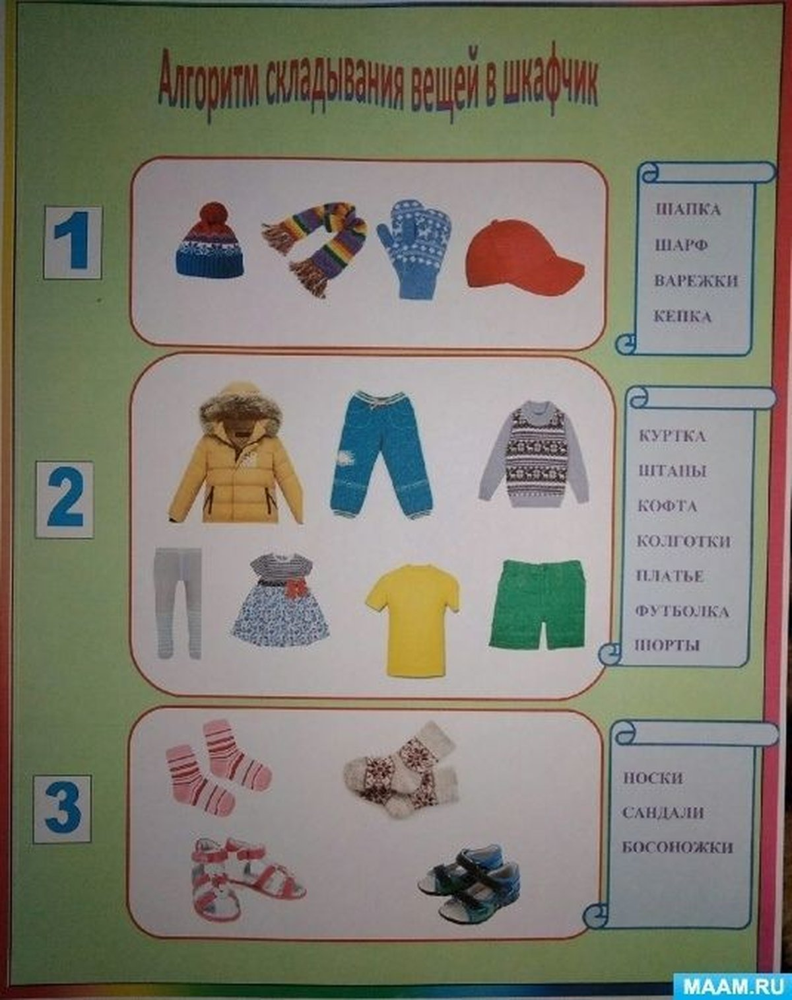 Алгоритм складывания вещей в шкафчик
1
ШАПКА
ШАРФ
ВАРЕЖКИ
КЕПКА
2
КУРТКА
ШТАНЫ
КОФТА
КОЛГОТКИ
ПЛАТЬЕ
ФУТБОЛКА
ШОРТЫ
3
НОСКИ
САНДАЛИ
БОСОНОЖКИ
MAAM.RU